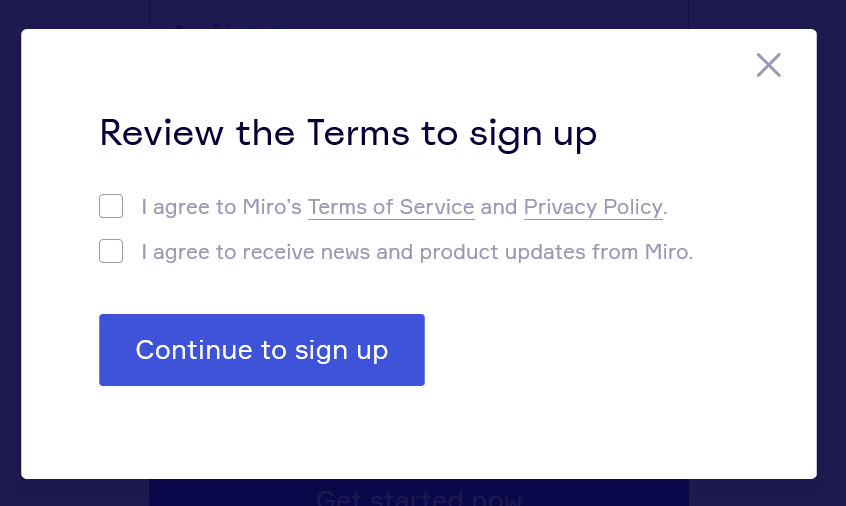 Name
Review the Terms to sign up
I agree to Miro's Terms of Service and Privacy Policy.
I agree to receive news and product updates from Miro.
Continue to sign up
Get started now